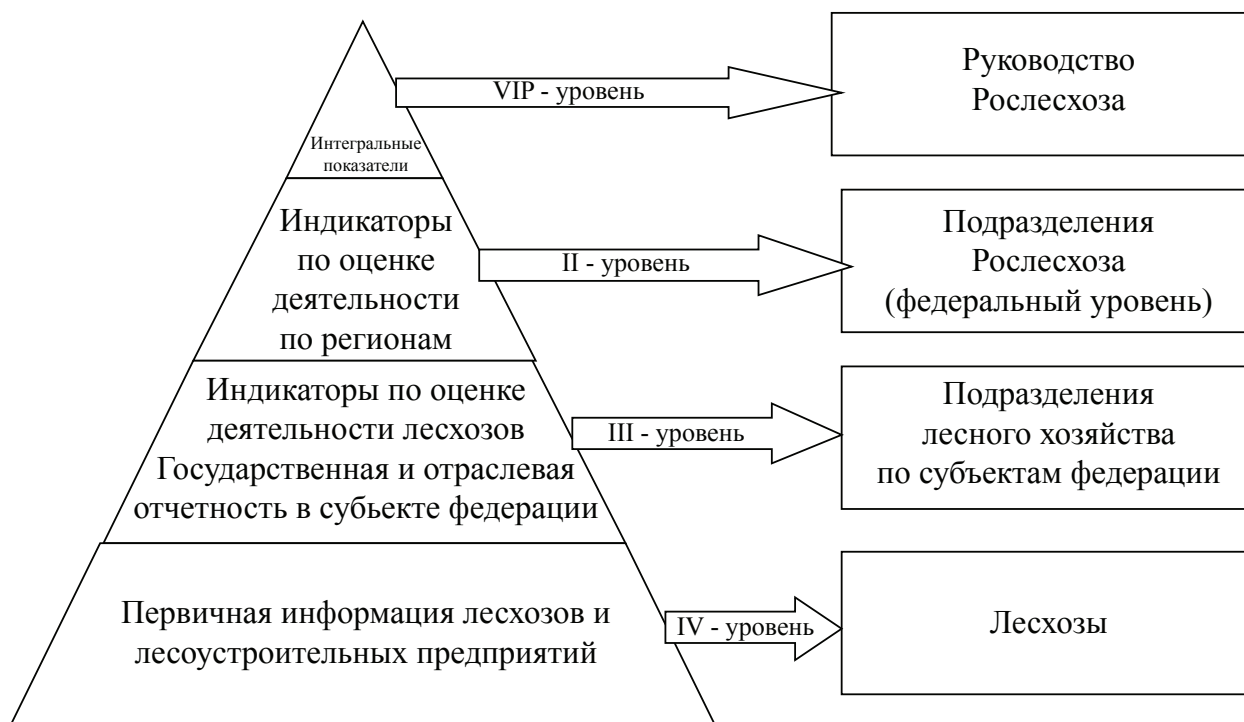 VIP - уровень
Руководство
Рослесхоза
Интегральные
показатели
Индикаторы
по оценке
деятельности
по регионам
II - уровень
Подразделения
Рослесхоза
(федеральный уровень)
Индикаторы по оценке
деятельности лесхозов
Государственная и отраслевая
отчетность в субьекте федерации
III - уровень
Подразделения
лесного хозяйства
по субъектам федерации
Первичная информация лесхозов и
лесоустроительных предприятий
IV - уровень
Лесхозы